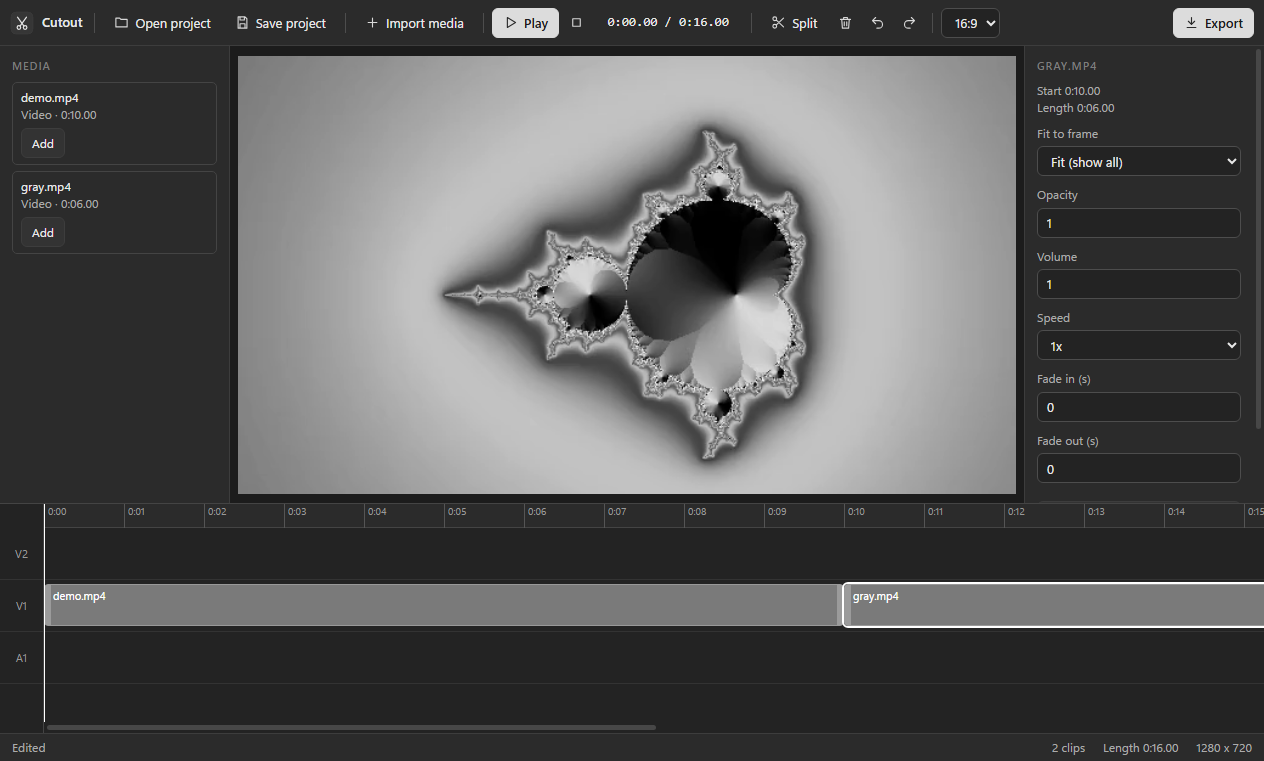 Cutout Open project Save project Import media Play 0:00.00 / 0:16.00 Split 16:9 Export
MEDIA
demo.mp4
Video · 0:10.00
Add
gray.mp4
Video · 0:06.00
Add
GRAY.MP4
Start 0:10.00
Length 0:06.00
Fit to frame
Fit (show all)
Opacity
1
Volume
1
Speed
1x
Fade in (s)
0
Fade out (s)
0
0:00 0:01 0:02 0:03 0:04 0:05 0:06 0:07 0:08 0:09 0:10 0:11 0:12 0:13 0:14 0:15
V2
V1 demo.mp4 gray.mp4
A1
Edited 2 clips Length 0:16.00 1280 x 720